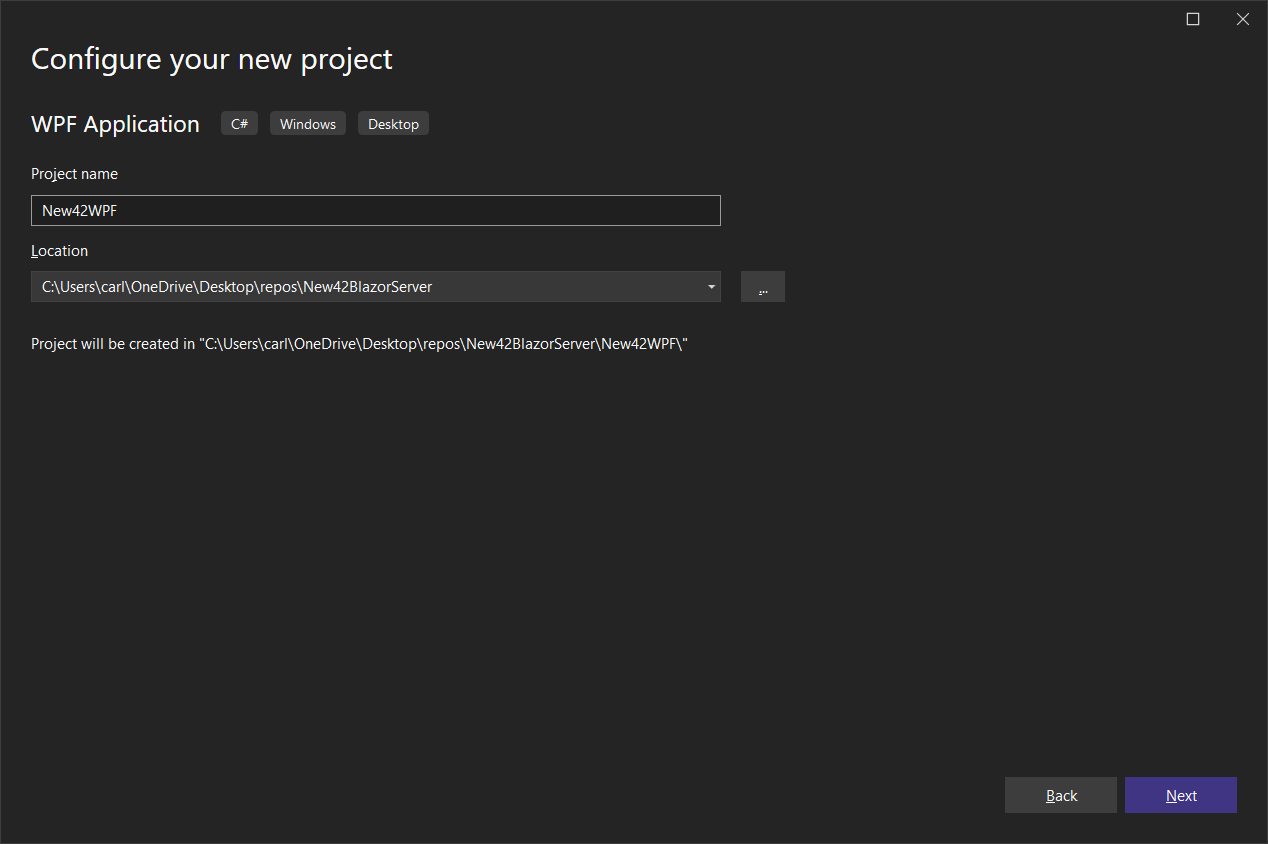 Configure your new project
WPF Application C# Windows Desktop
Project name
New42WPF
Location
C:\Users\carl\OneDrive\Desktop\repos\New42BlazorServer ...
Project will be created in "C:\Users\carl\OneDrive\Desktop\repos\New42BlazorServer\New42WPF\"
Back Next